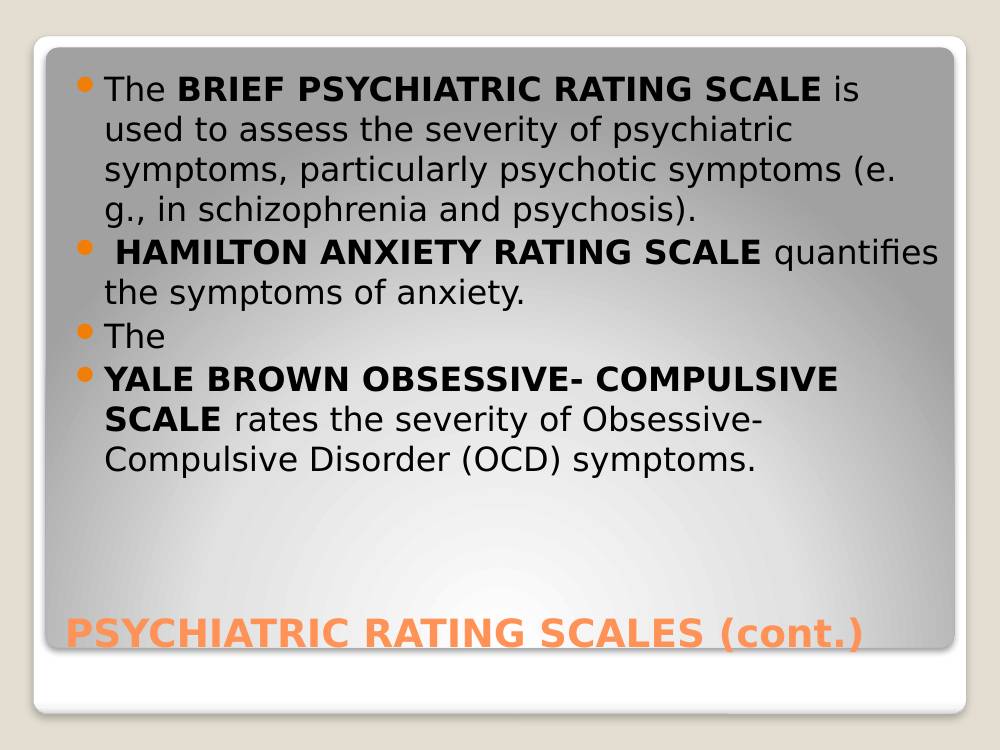 The BRIEF PSYCHIATRIC RATING SCALE is
used to assess the severity of psychiatric
symptoms, particularly psychotic symptoms (e.
g., in schizophrenia and psychosis).
HAMILTON ANXIETY RATING SCALE quantifies
the symptoms of anxiety.
The
YALE BROWN OBSESSIVE- COMPULSIVE
SCALE rates the severity of Obsessive-
Compulsive Disorder (OCD) symptoms.
PSYCHIATRIC RATING SCALES (cont.)